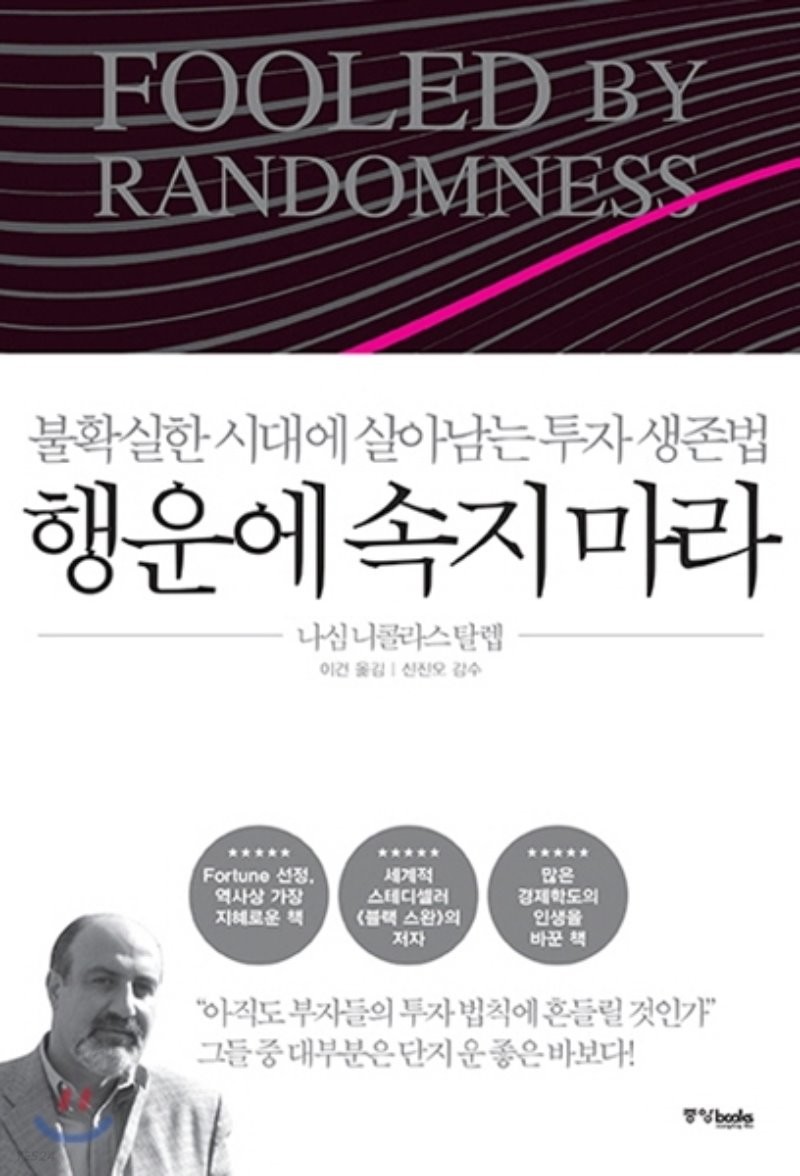 FOOLED BY
RANDOMNESS
불확실한 시대에 살아남는 투자 생존법
행운에 속지 마라
나심 니콜라스 탈렙
이건 옮김 | 신진오 감수
★★★★★
Fortune 선정,
역사상 가장
지혜로운 책
★★★★★
세계적
스테디셀러
《블랙 스완》의
저자
★★★★★
많은
경제학도의
인생을
바꾼 책
“아직도 부자들의 투자 법칙에 흔들릴 것인가”
그들 중 대부분은 단지 운 좋은 바보다!
중앙books